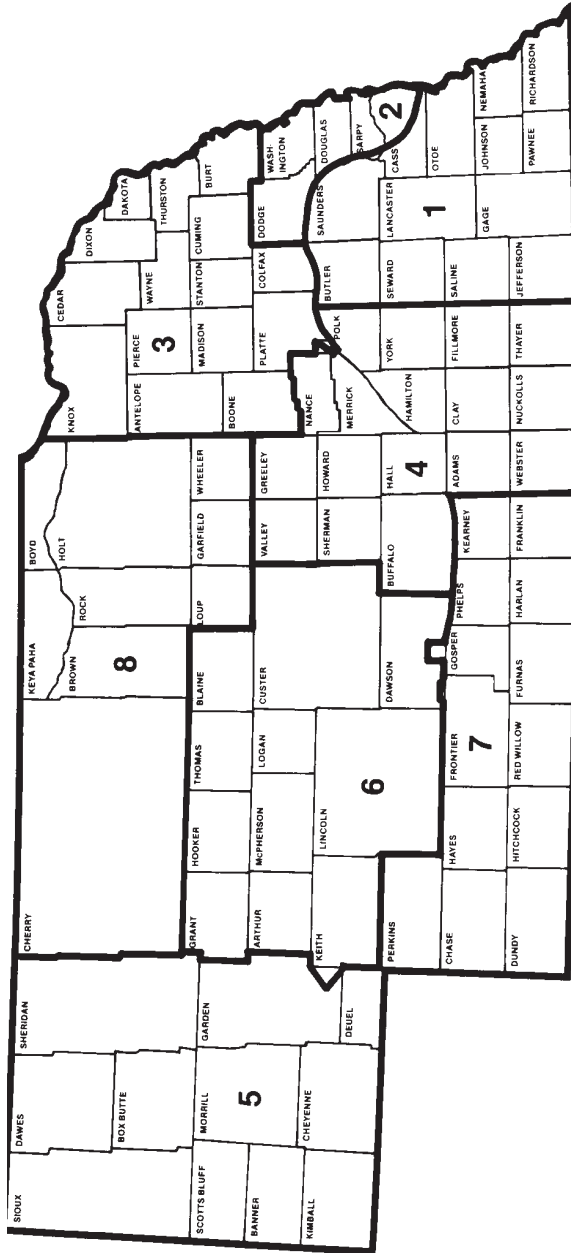 SIOUX
DAWES
SHERIDAN
CHERRY
KEYA PAHA
BOYD
HOLT
BROWN
ROCK
KNOX
CEDAR
DIXON
DAKOTA
BOX BUTTE
8
ANTELOPE
PIERCE
3
WAYNE
THURSTON
SCOTTS BLUFF
MORRILL
GARDEN
GRANT
HOOKER
THOMAS
BLAINE
LOUP
GARFIELD
WHEELER
BOONE
MADISON
STANTON
CUMING
BURT
BANNER
5
ARTHUR
MCPHERSON
LOGAN
CUSTER
VALLEY
GREELEY
NANCE
PLATTE
COLFAX
DODGE
WASH-
INGTON
KIMBALL
CHEYENNE
DEUEL
KEITH
LINCOLN
6
SHERMAN
HOWARD
MERRICK
POLK
BUTLER
SAUNDERS
DOUGLAS
SARPY
2
PERKINS
DAWSON
BUFFALO
HALL
4
HAMILTON
YORK
SEWARD
LANCASTER
CASS
1
OTOE
CHASE
HAYES
FRONTIER
7
GOSPER
PHELPS
KEARNEY
ADAMS
CLAY
FILLMORE
SALINE
GAGE
JOHNSON
NEMAHA
DUNDY
HITCHCOCK
RED WILLOW
FURNAS
HARLAN
FRANKLIN
WEBSTER
NUCKOLLS
THAYER
JEFFERSON
PAWNEE
RICHARDSON